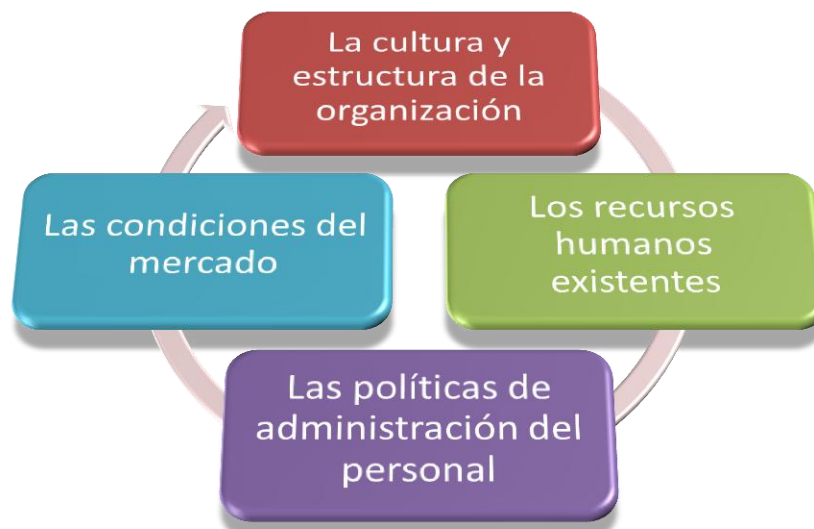 La cultura y
estructura de la
organización
Los recursos
humanos
existentes
Las políticas de
administración del
personal
Las condiciones del
mercado